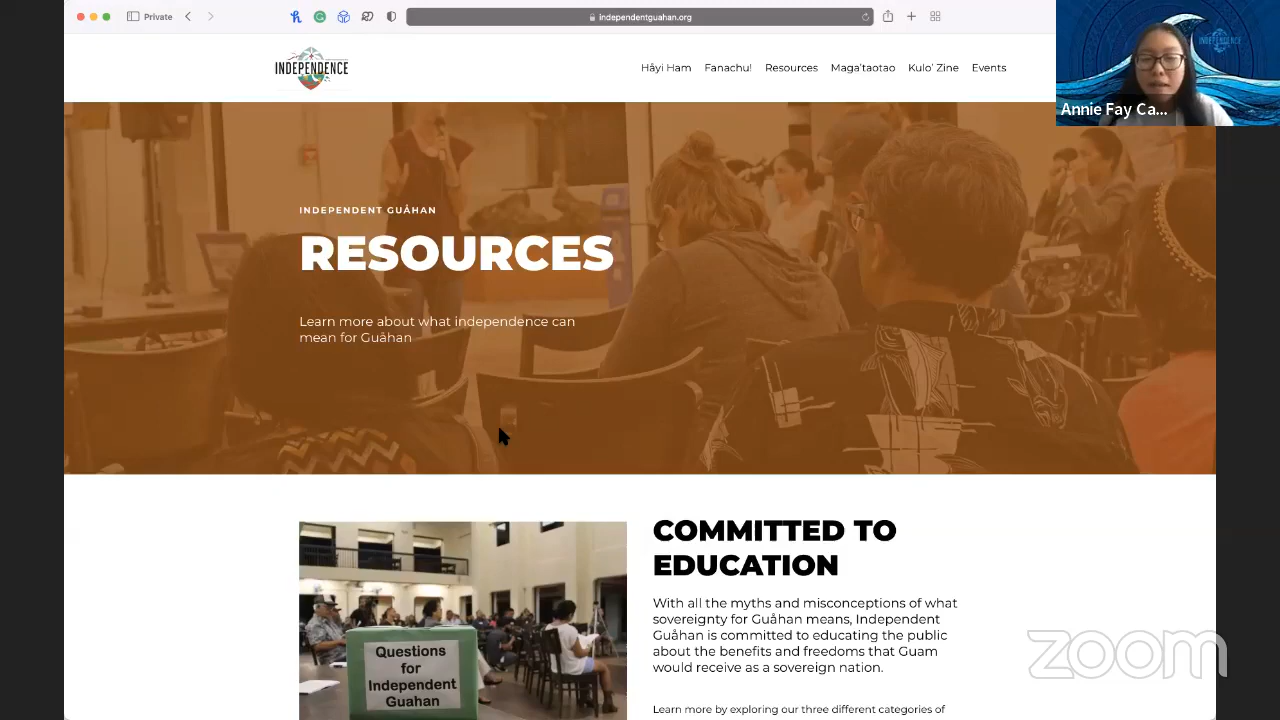 Private
independentguahan.org
INDEPENDENCE
Håyi Ham
Fanachu!
Resources
Maga'taotao
Kulo' Zine
Events
INDEPENDENCE
Annie Fay Ca...
INDEPENDENT GUÅHAN
RESOURCES
Learn more about what independence can
mean for Guåhan
COMMITTED TO
EDUCATION
With all the myths and misconceptions of what
sovereignty for Guåhan means, Independent
Guåhan is committed to educating the public
about the benefits and freedoms that Guam
would receive as a sovereign nation.
Learn more by exploring our three different categories of
Questions
for
Independent
Guahan
zoom